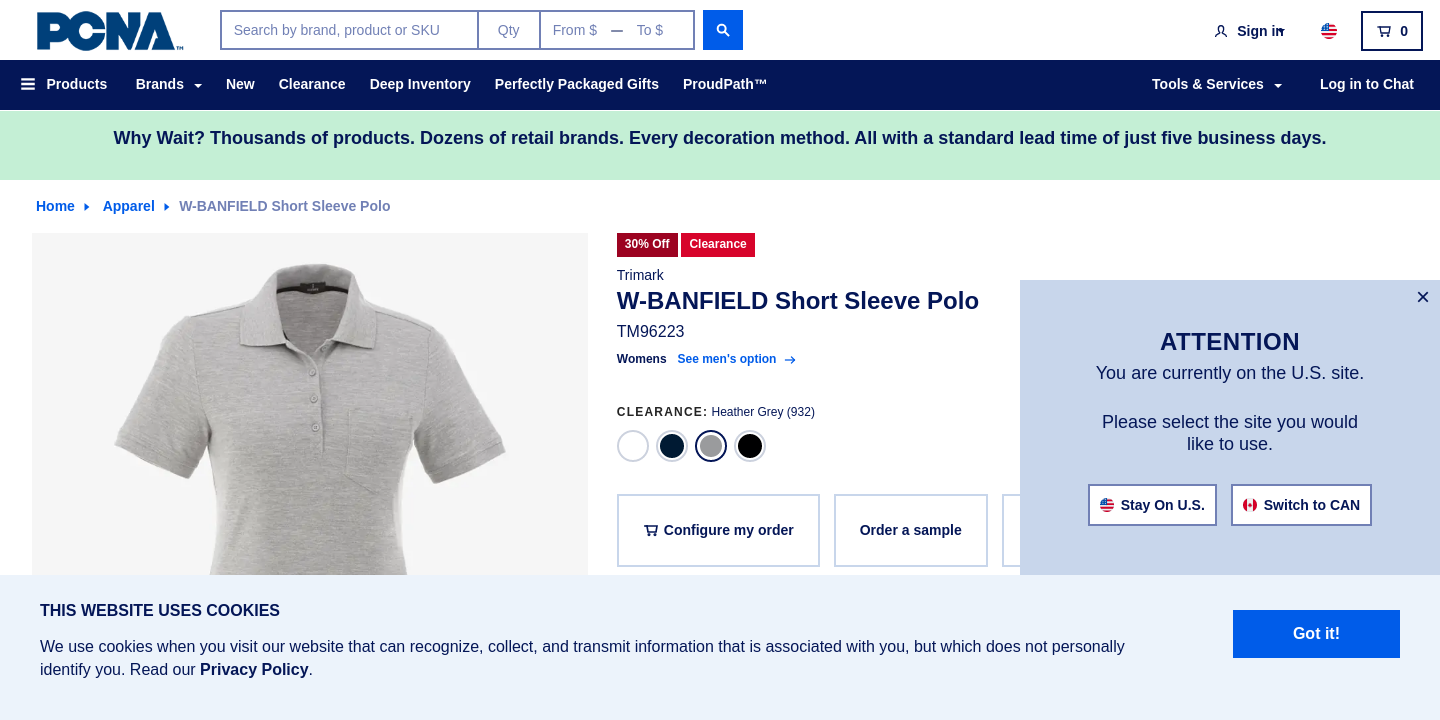 PCNA™
Search by brand, product or SKU
Qty
From $ — To $
Sign in
0
Products
Brands
New
Clearance
Deep Inventory
Perfectly Packaged Gifts
ProudPath™
Tools & Services
Log in to Chat
Why Wait? Thousands of products. Dozens of retail brands. Every decoration method. All with a standard lead time of just five business days.
Home
Apparel
W-BANFIELD Short Sleeve Polo
30% Off
Clearance
Trimark
W-BANFIELD Short Sleeve Polo
TM96223
Womens
See men's option
CLEARANCE: Heather Grey (932)
Configure my order
Order a sample
×
ATTENTION
You are currently on the U.S. site.
Please select the site you would
like to use.
Stay On U.S.
Switch to CAN
THIS WEBSITE USES COOKIES
We use cookies when you visit our website that can recognize, collect, and transmit information that is associated with you, but which does not personally
identify you. Read our Privacy Policy.
Got it!